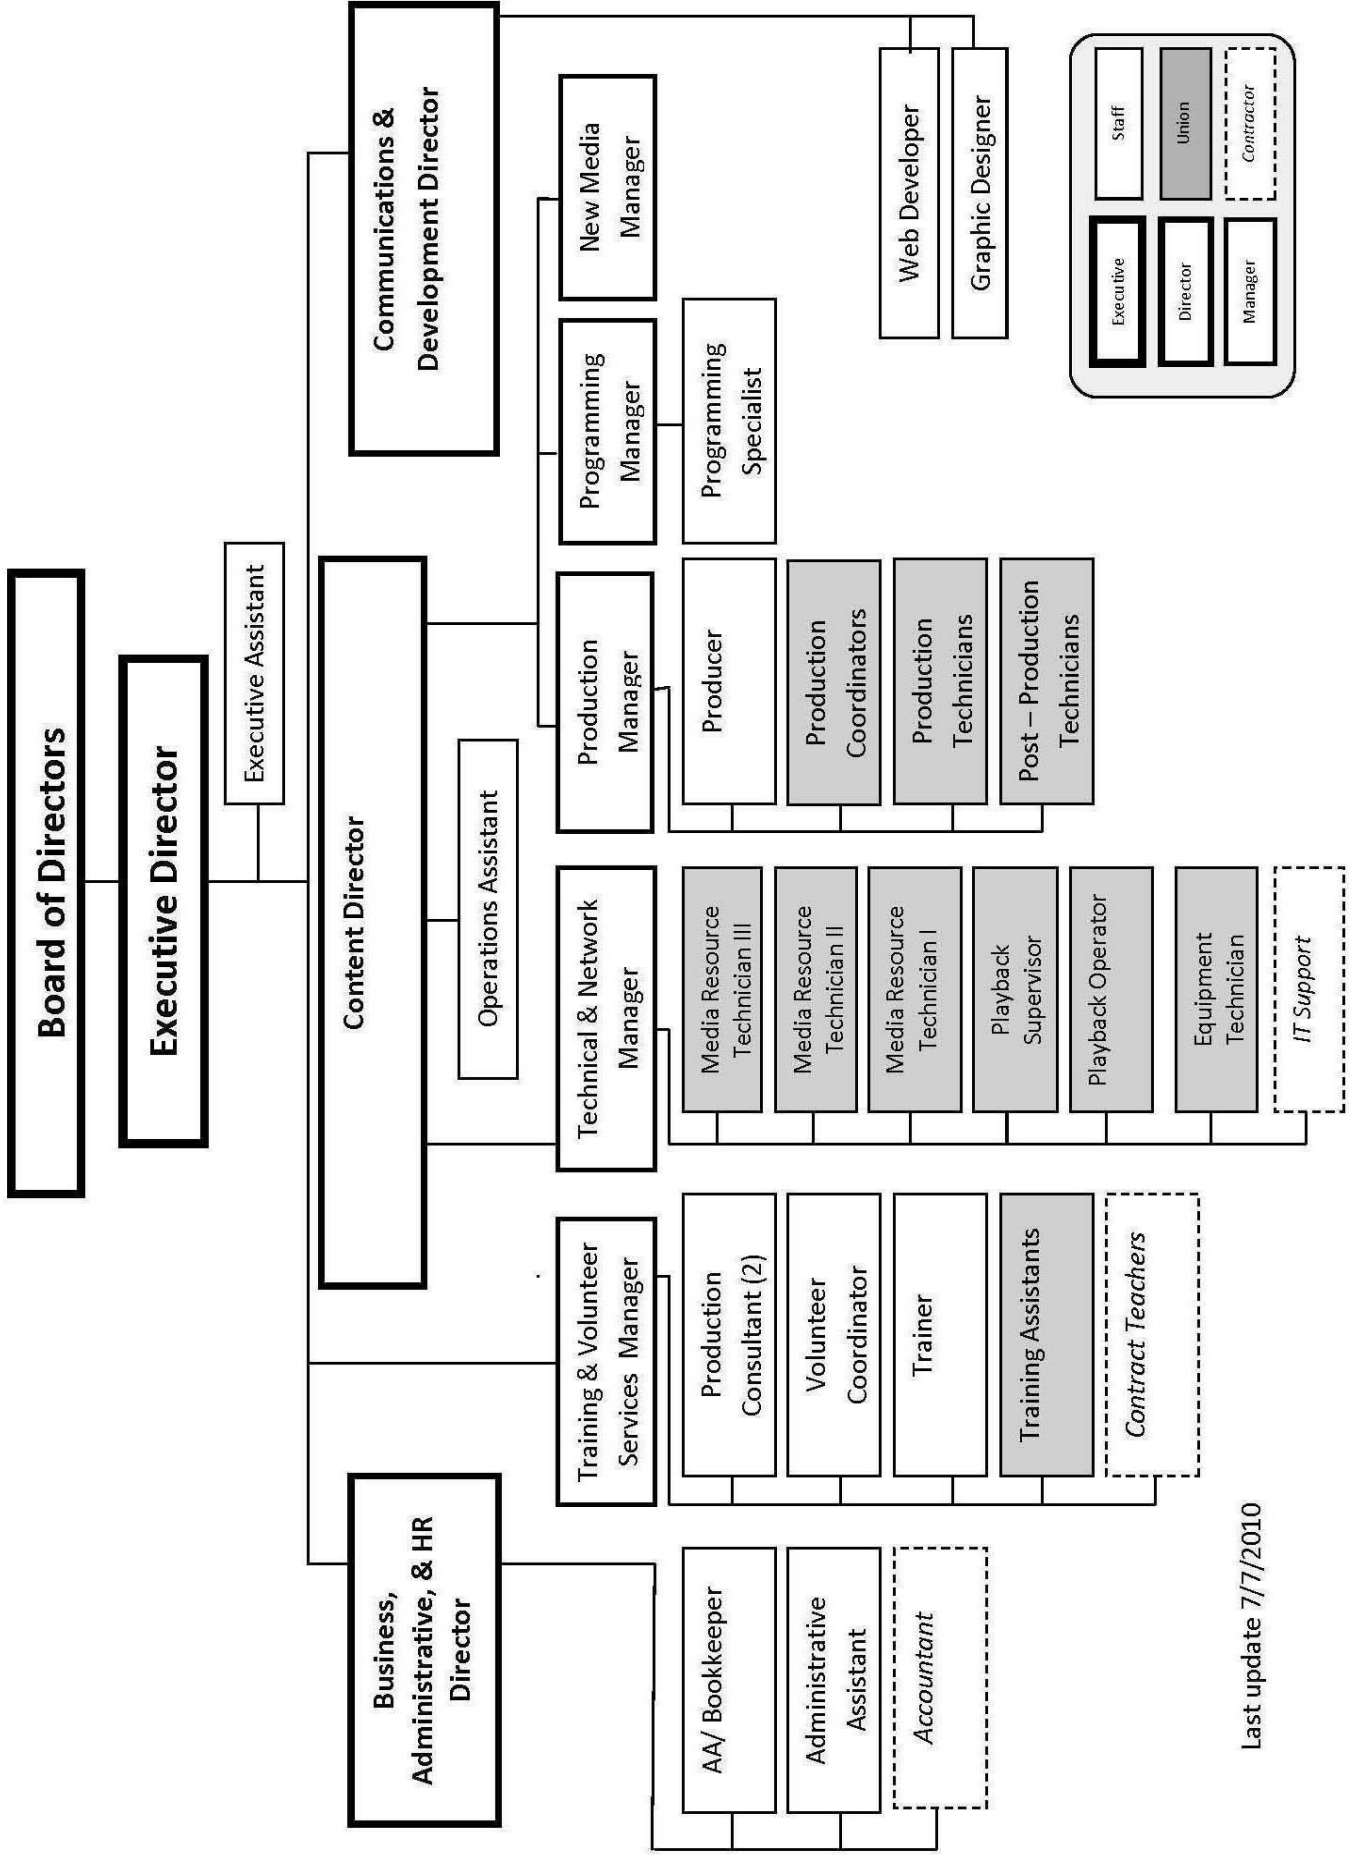 Board of Directors
Executive Director
Executive Assistant
Business,
Administrative, & HR
Director
Content Director
Communications &
Development Director
Operations Assistant
Training & Volunteer
Services Manager
Technical & Network
Manager
Production
Manager
Programming
Manager
New Media
Manager
AA/ Bookkeeper
Administrative
Assistant
Accountant
Production
Consultant (2)
Volunteer
Coordinator
Trainer
Training Assistants
Contract Teachers
Media Resource
Technician III
Media Resource
Technician II
Media Resource
Technician I
Playback
Supervisor
Playback Operator
Equipment
Technician
IT Support
Producer
Production
Coordinators
Production
Technicians
Post – Production
Technicians
Programming
Specialist
Web Developer
Graphic Designer
Executive
Director
Manager
Staff
Union
Contractor
Last update 7/7/2010